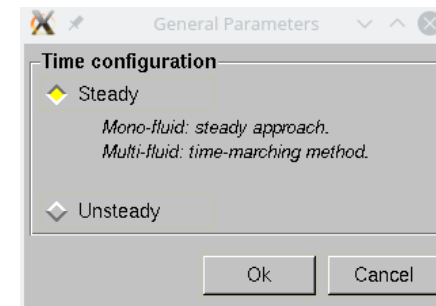 General Parameters
Time configuration
Steady
Mono-fluid: steady approach.
Multi-fluid: time-marching method.
Unsteady
Ok
Cancel